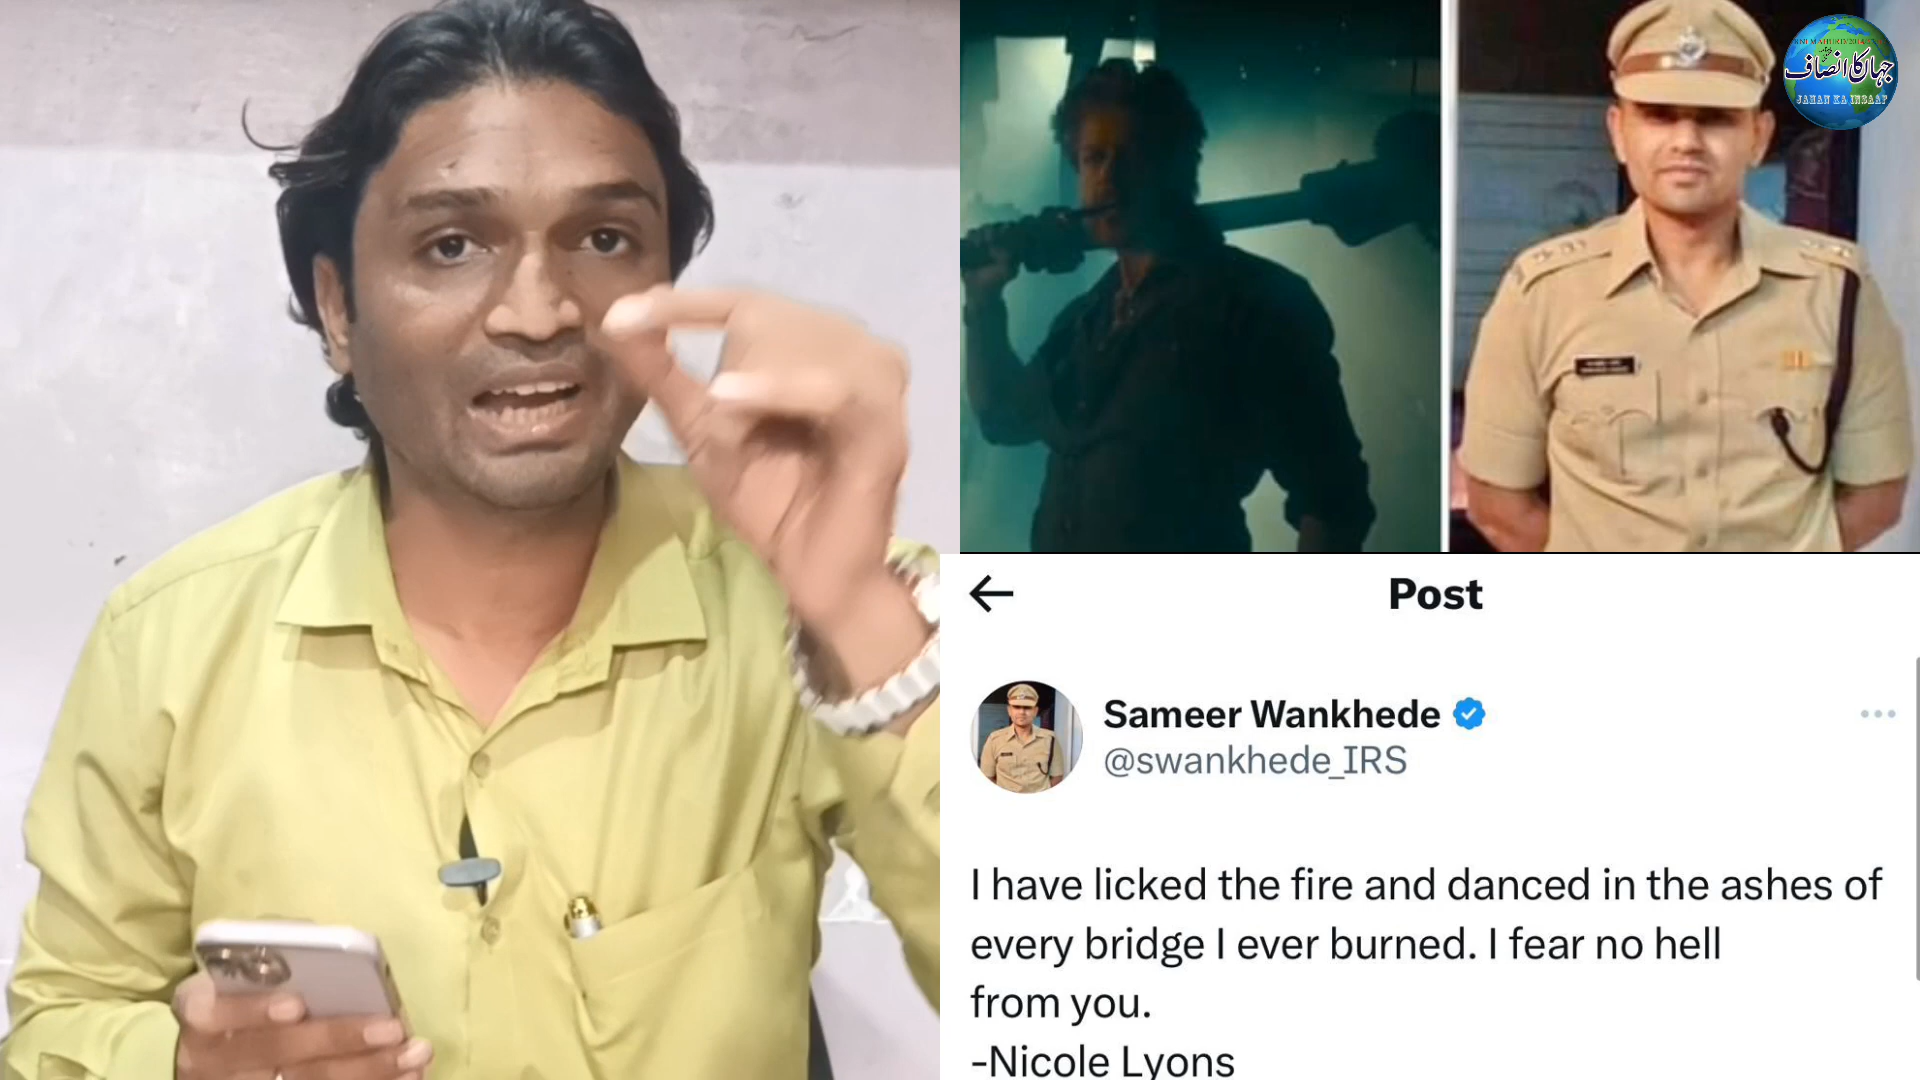 جہان کا انصاف
JAHAN KA INSAAF
Post
Sameer Wankhede
@swankhede_IRS
I have licked the fire and danced in the ashes of
every bridge I ever burned. I fear no hell
from you.
-Nicole Lyons